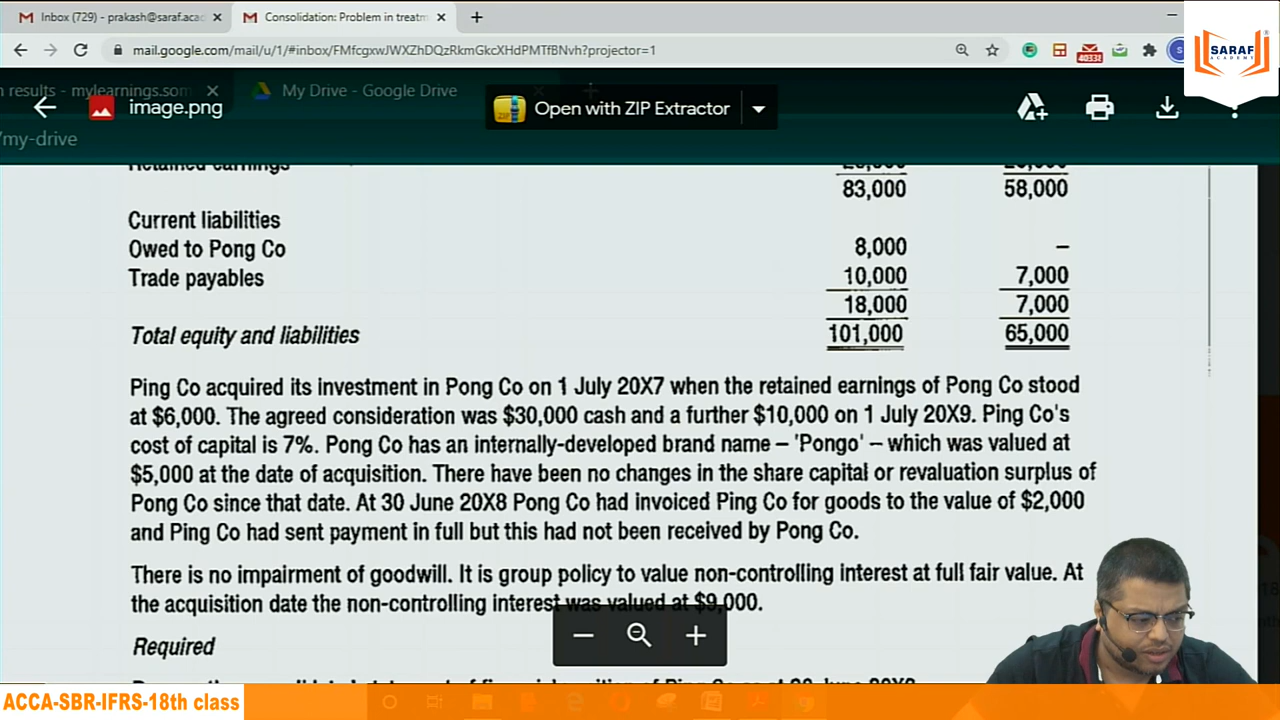 Inbox (729) - prakash@saraf.acac
Consolidation: Problem in treatm
mail.google.com/mail/u/1/#inbox/FMfcgxwJWXZhDQzRkmGkcXHdPMTfBNvh?projector=1
40331
S
SARAF
ACADEMY
n results - mylearnings.som
My Drive - Google Drive
image.png
Open with ZIP Extractor
/my-drive
Retained earnings
83,000 58,000
Current liabilities
Owed to Pong Co 8,000 –
Trade payables 10,000 7,000
18,000 7,000
Total equity and liabilities 101,000 65,000
Ping Co acquired its investment in Pong Co on 1 July 20X7 when the retained earnings of Pong Co stood
at $6,000. The agreed consideration was $30,000 cash and a further $10,000 on 1 July 20X9. Ping Co's
cost of capital is 7%. Pong Co has an internally-developed brand name – 'Pongo' – which was valued at
$5,000 at the date of acquisition. There have been no changes in the share capital or revaluation surplus of
Pong Co since that date. At 30 June 20X8 Pong Co had invoiced Ping Co for goods to the value of $2,000
and Ping Co had sent payment in full but this had not been received by Pong Co.
There is no impairment of goodwill. It is group policy to value non-controlling interest at full fair value. At
the acquisition date the non-controlling interest was valued at $9,000.
Required
ACCA-SBR-IFRS-18th class